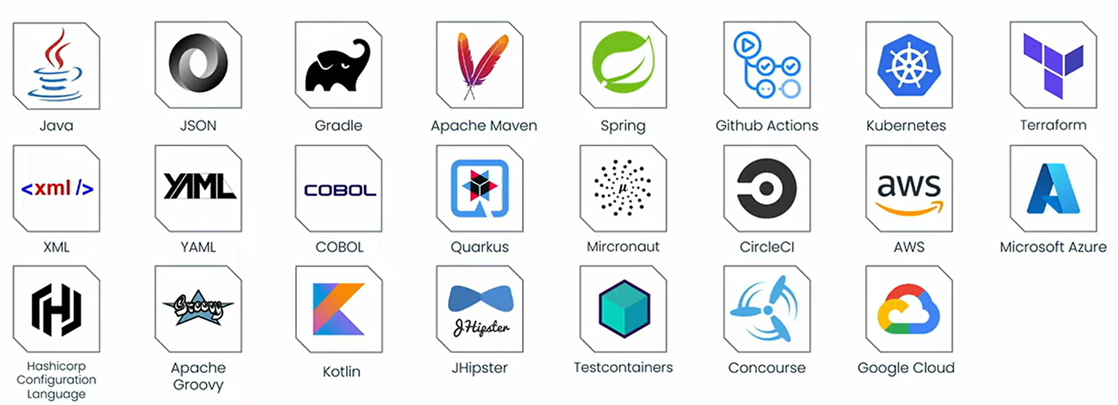 Java
JSON
Gradle
Apache Maven
Spring
Github Actions
Kubernetes
Terraform
<xml />
YAML
COBOL
μ
aws
XML
YAML
COBOL
Quarkus
Mircronaut
CircleCI
AWS
Microsoft Azure
Groovy
JHipster
Hashicorp
Configuration
Language
Apache
Groovy
Kotlin
JHipster
Testcontainers
Concourse
Google Cloud